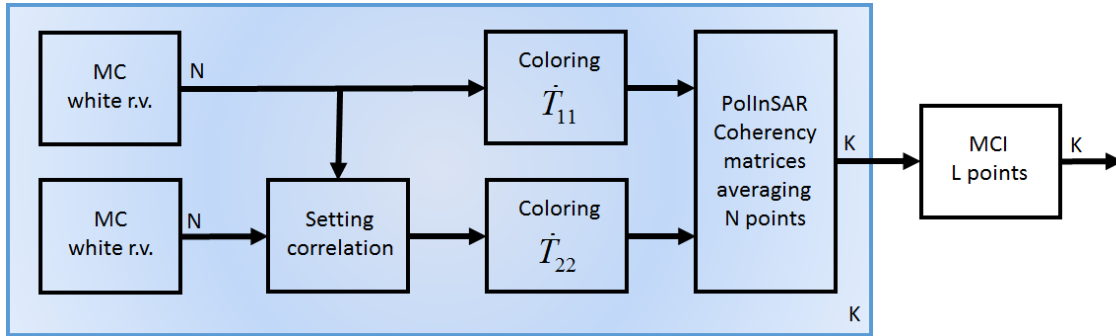 MC
white r.v.
N
Coloring
Ṫ₁₁
PolInSAR
Coherency
matrices
averaging
N points
K
MCI
L points
K
MC
white r.v.
N
Setting
correlation
Coloring
Ṫ₂₂
K